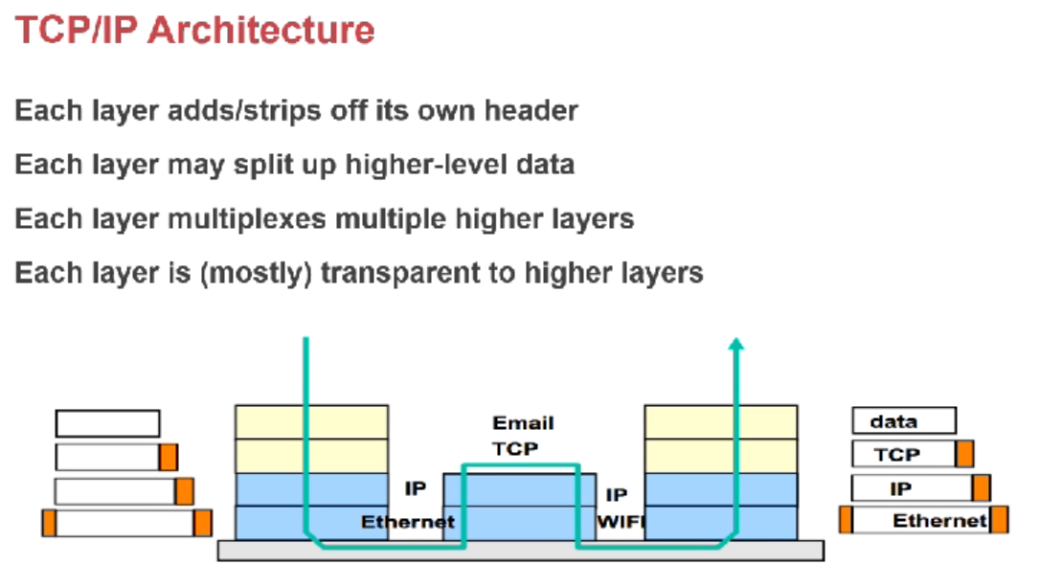 TCP/IP Architecture
Each layer adds/strips off its own header
Each layer may split up higher-level data
Each layer multiplexes multiple higher layers
Each layer is (mostly) transparent to higher layers
Email
TCP
IP
Ethernet
IP
WIFI
data
TCP
IP
Ethernet